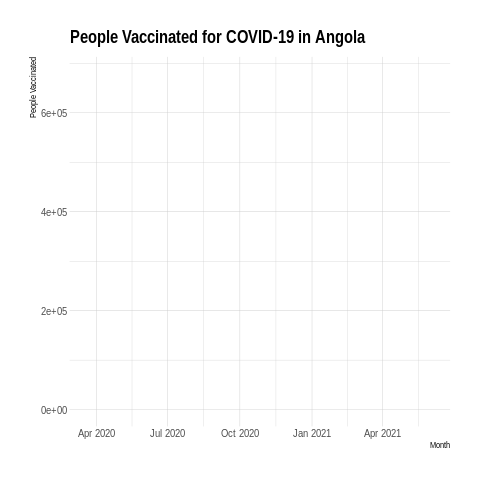 People Vaccinated for COVID-19 in Angola
People Vaccinated
6e+05
4e+05
2e+05
0e+00
Apr 2020 Jul 2020 Oct 2020 Jan 2021 Apr 2021
Month